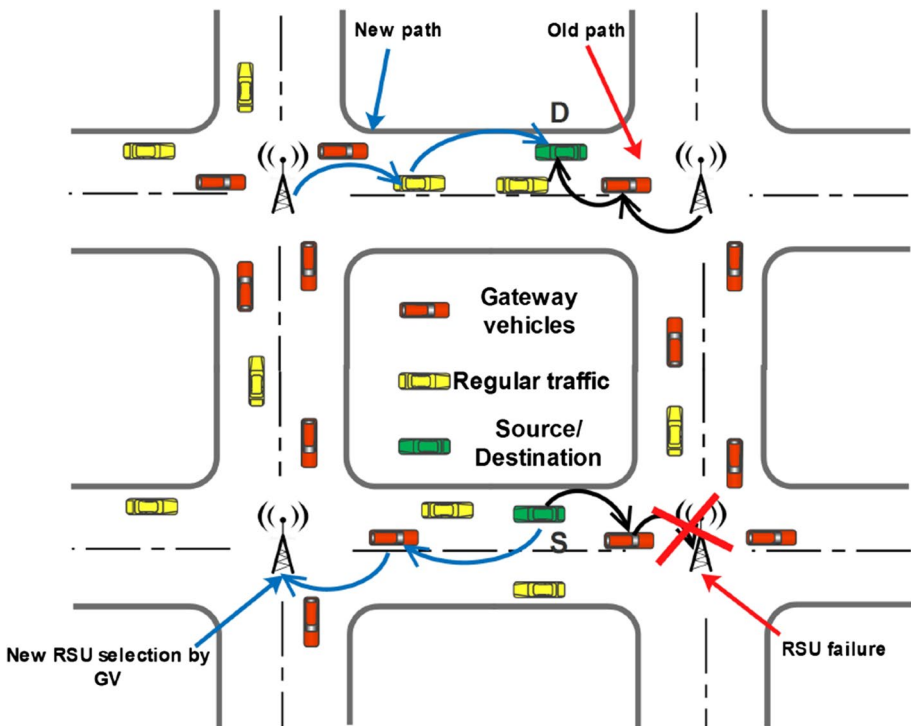 New path
Old path
D
Gateway
vehicles
Regular traffic
Source/
Destination
S
New RSU selection by
GV
RSU failure